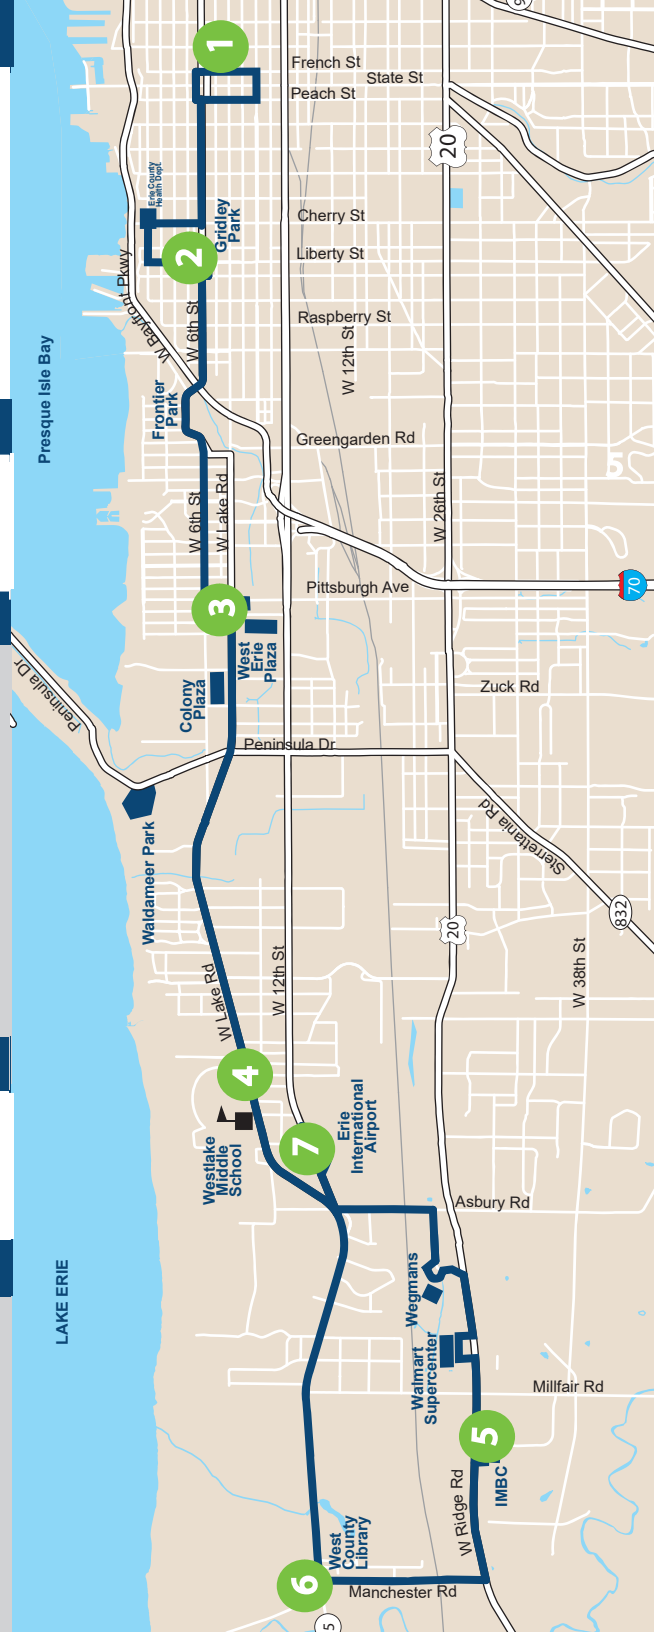 1
French St
State St
Peach St
20
Erie County
Health Dept.
Cherry St
Gridley
Park
2
Liberty St
W Bayfront Pkwy
W 6th St
Raspberry St
W 12th St
Presque Isle Bay
Frontier
Park
Greengarden Rd
5
W 6th St
W Lake Rd
W 26th St
70
Pittsburgh Ave
3
West
Erie
Plaza
Colony
Plaza
Zuck Rd
Peninsula Dr
Peninsula Dr
Waldameer Park
Sterrettania Rd
832
20
W Lake Rd
W 12th St
W 38th St
4
Westlake
Middle
School
7
Erie
International
Airport
Asbury Rd
LAKE ERIE
Wegmans
Walmart
Supercenter
Millfair Rd
5
IMBC
W Ridge Rd
West
County
Library
6
Manchester Rd
5